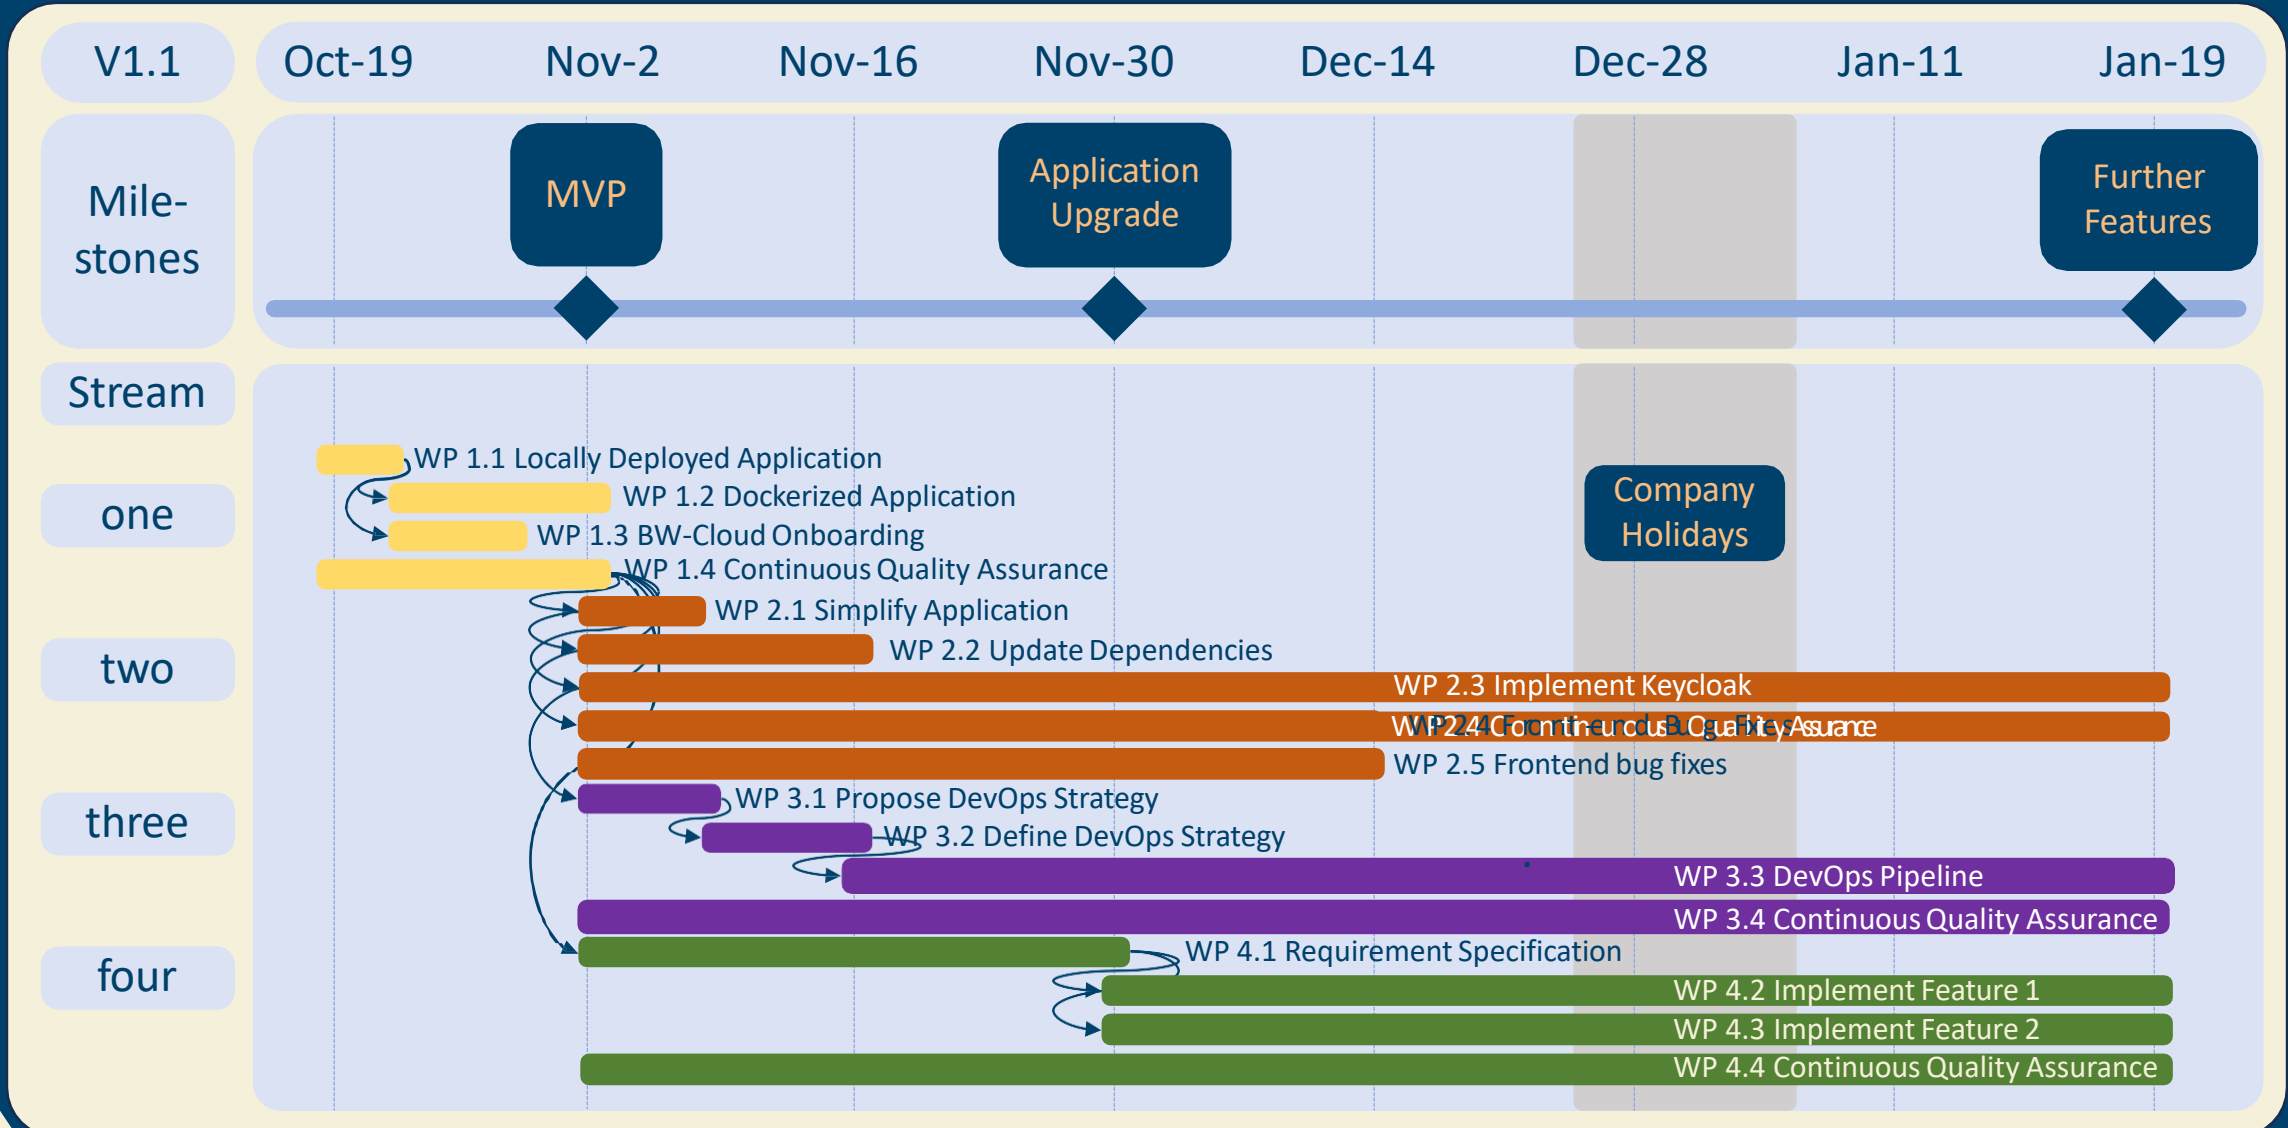 V1.1
Oct-19
Nov-2
Nov-16
Nov-30
Dec-14
Dec-28
Jan-11
Jan-19
Mile-
stones
MVP
Application
Upgrade
Further
Features
Stream
one
two
three
four
Company
Holidays
WP 1.1 Locally Deployed Application
WP 1.2 Dockerized Application
WP 1.3 BW-Cloud Onboarding
WP 1.4 Continuous Quality Assurance
WP 2.1 Simplify Application
WP 2.2 Update Dependencies
WP 2.3 Implement Keycloak
WP 2.4 Continuous Quality Assurance
WP 2.5 Frontend bug fixes
WP 3.1 Propose DevOps Strategy
WP 3.2 Define DevOps Strategy
WP 3.3 DevOps Pipeline
WP 3.4 Continuous Quality Assurance
WP 4.1 Requirement Specification
WP 4.2 Implement Feature 1
WP 4.3 Implement Feature 2
WP 4.4 Continuous Quality Assurance